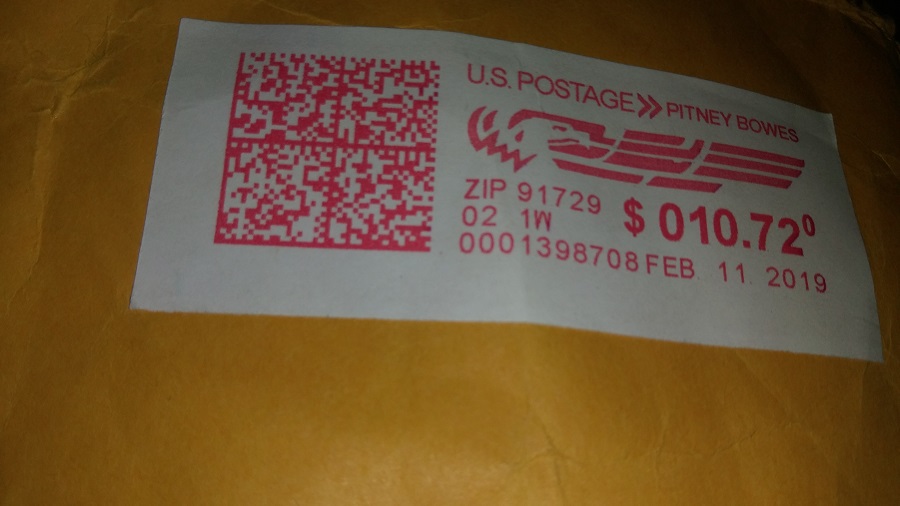 U.S. POSTAGE >> PITNEY BOWES
ZIP 91729
02 1W
$ 010.72⁰
0001398708 FEB 11 2019